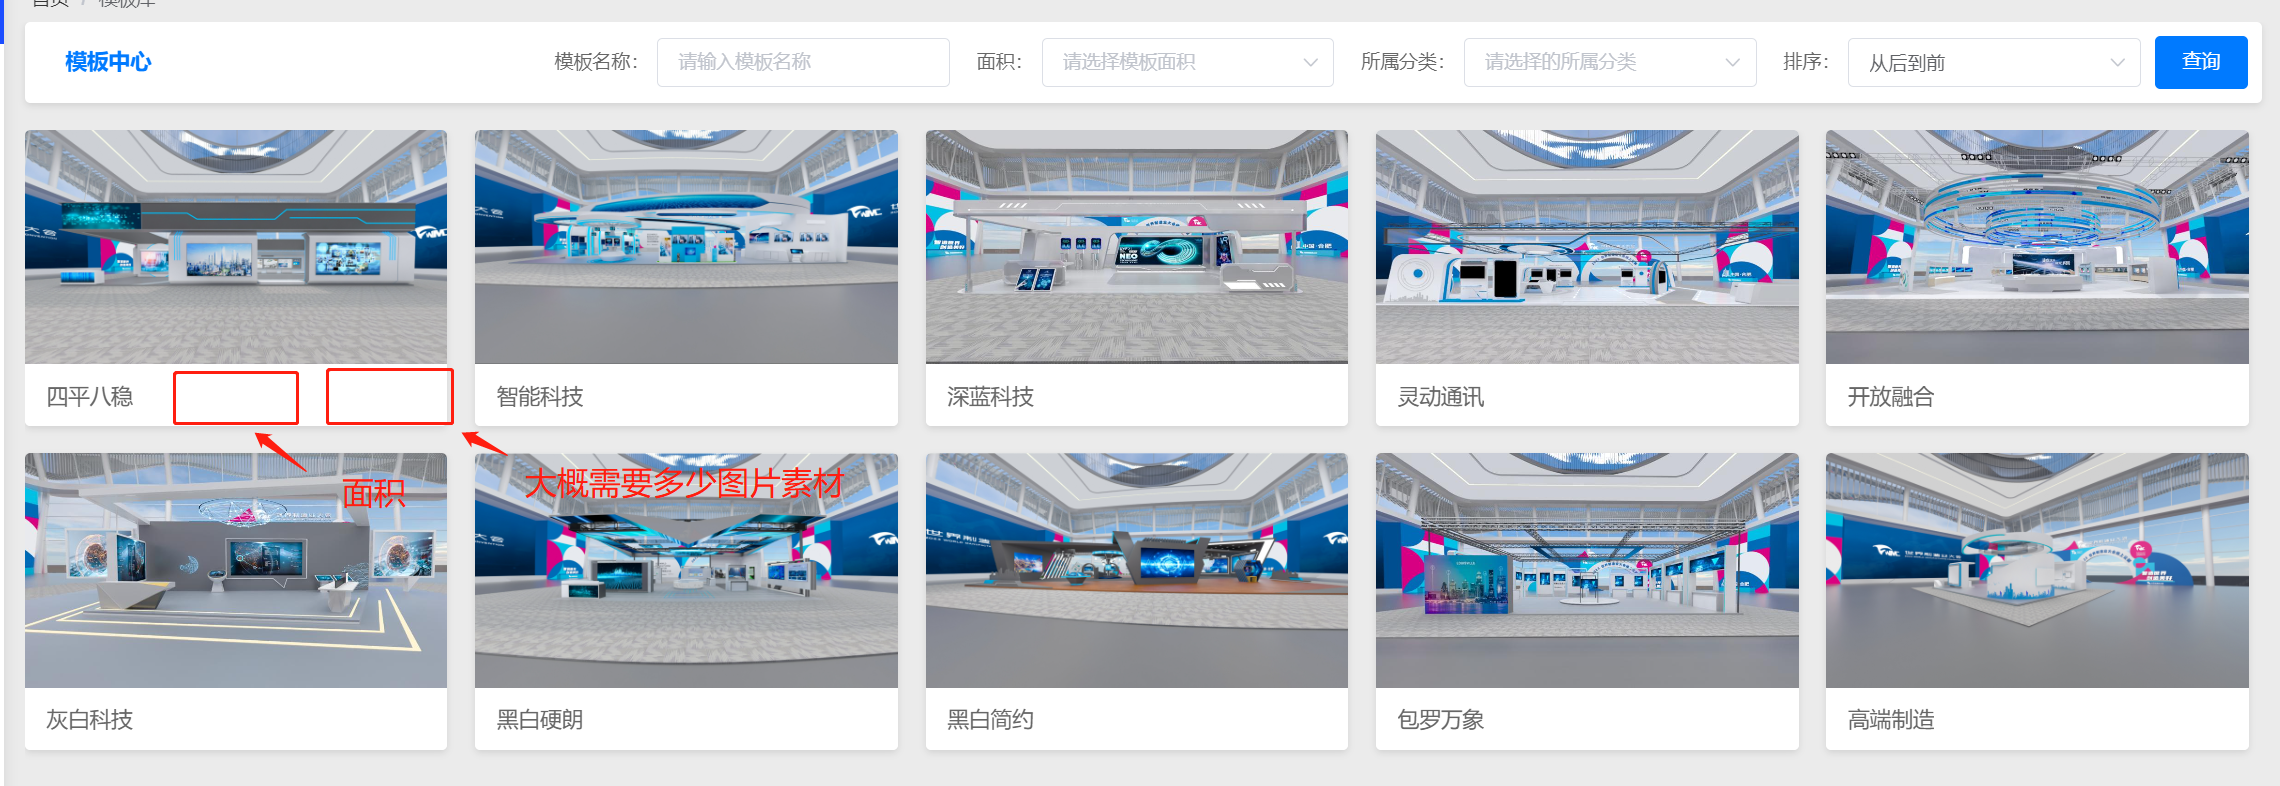 首页 / 模板库
模板中心
模板名称： 请输入模板名称 面积： 请选择模板面积 所属分类： 请选择的所属分类 排序： 从后到前 查询
四平八稳 智能科技 深蓝科技 灵动通讯 开放融合
面积
大概需要多少图片素材
灰白科技 黑白硬朗 黑白简约 包罗万象 高端制造